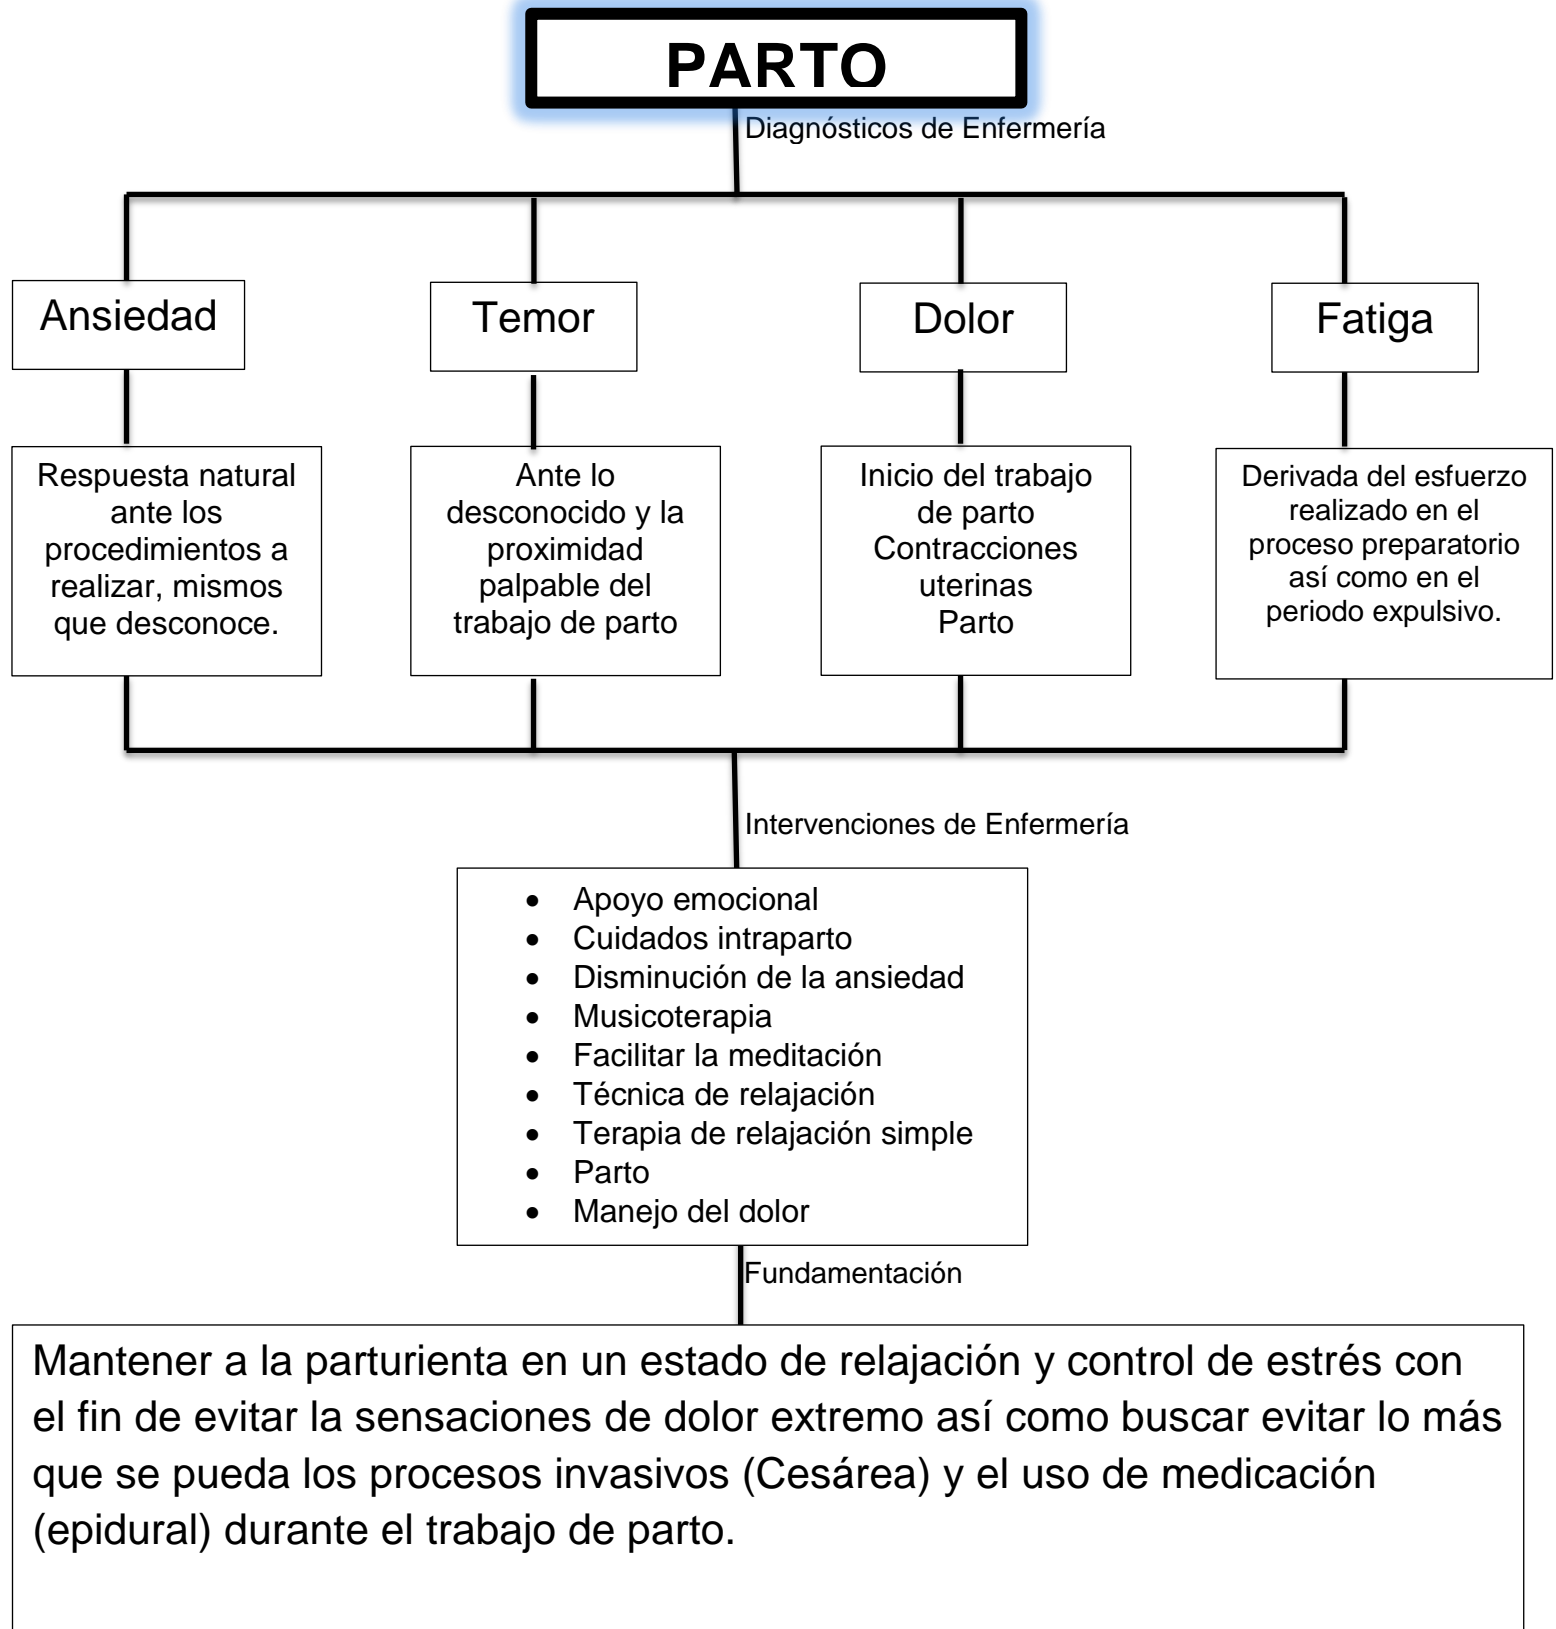 PARTO
Diagnósticos de Enfermería
Ansiedad
Temor
Dolor
Fatiga
Respuesta natural
ante los
procedimientos a
realizar, mismos
que desconoce.
Ante lo
desconocido y la
proximidad
palpable del
trabajo de parto
Inicio del trabajo
de parto
Contracciones
uterinas
Parto
Derivada del esfuerzo
realizado en el
proceso preparatorio
así como en el
periodo expulsivo.
Intervenciones de Enfermería
• Apoyo emocional
• Cuidados intraparto
• Disminución de la ansiedad
• Musicoterapia
• Facilitar la meditación
• Técnica de relajación
• Terapia de relajación simple
• Parto
• Manejo del dolor
Fundamentación
Mantener a la parturienta en un estado de relajación y control de estrés con
el fin de evitar la sensaciones de dolor extremo así como buscar evitar lo más
que se pueda los procesos invasivos (Cesárea) y el uso de medicación
(epidural) durante el trabajo de parto.